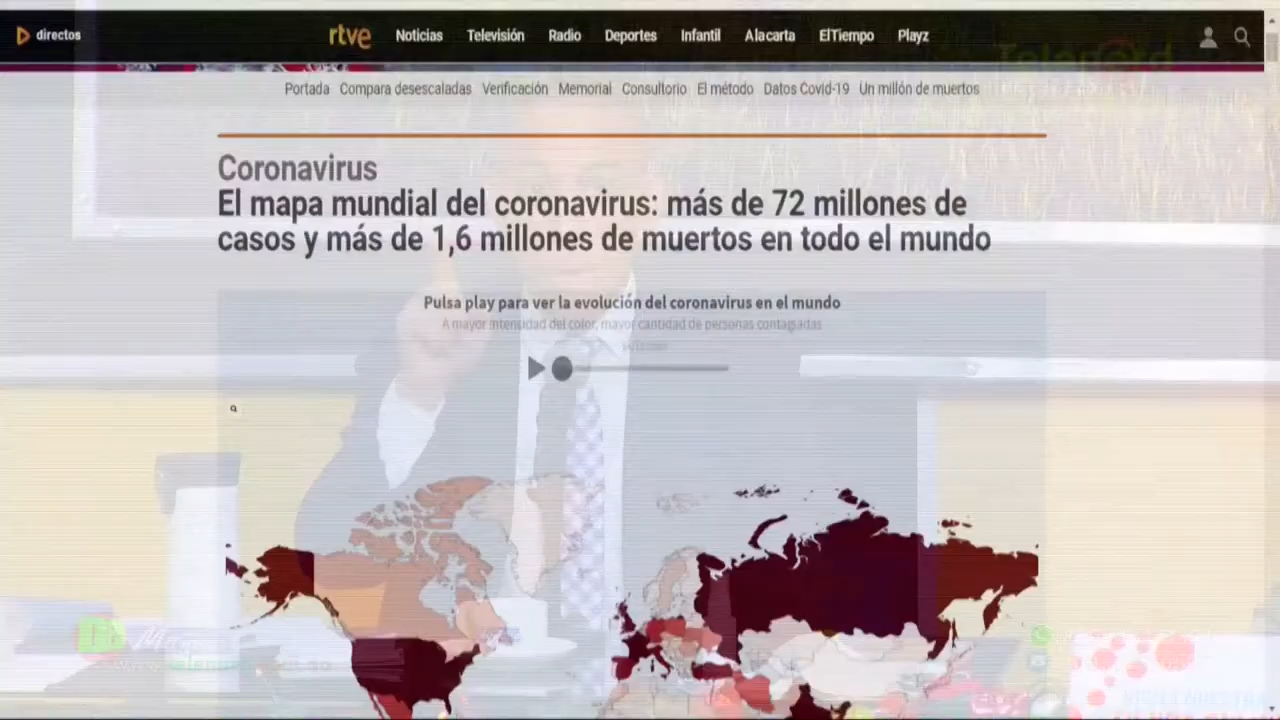 directos
rtve
Noticias Televisión Radio Deportes Infantil Alacarta ElTiempo Playz
Portada Compara desescaladas Verificación Memorial Consultorio El método Datos Covid-19 Un millón de muertos
Coronavirus
El mapa mundial del coronavirus: más de 72 millones de
casos y más de 1,6 millones de muertos en todo el mundo
Pulsa play para ver la evolución del coronavirus en el mundo
A mayor intensidad del color, mayor cantidad de personas contagiadas